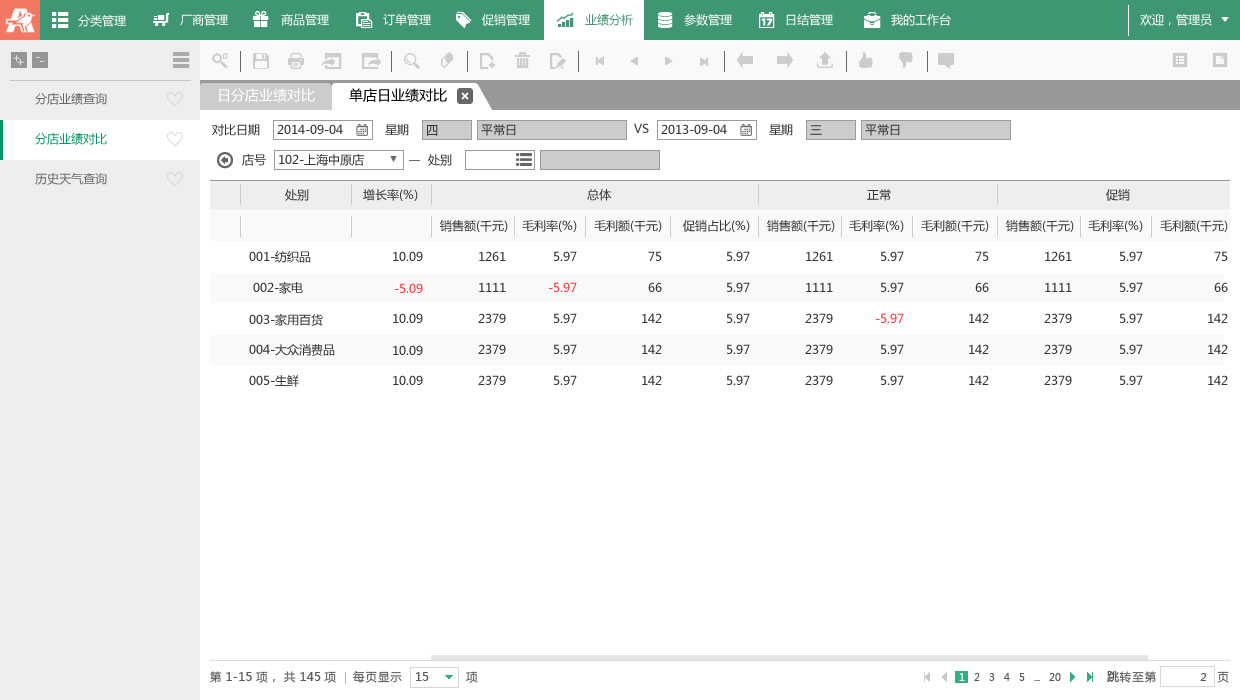 分类管理 厂商管理 商品管理 订单管理 促销管理 业绩分析 参数管理 日结管理 我的工作台 欢迎，管理员
分店业绩查询
分店业绩对比
历史天气查询
日分店业绩对比 单店日业绩对比
对比日期 2014-09-04 星期 四 平常日 VS 2013-09-04 星期 三 平常日
店号 102-上海中原店 — 处别
处别 增长率(%) 总体 正常 促销
销售额(千元) 毛利率(%) 毛利额(千元) 促销占比(%) 销售额(千元) 毛利率(%) 毛利额(千元) 销售额(千元) 毛利率(%) 毛利额(千元)
001-纺织品 10.09 1261 5.97 75 5.97 1261 5.97 75 1261 5.97 75
002-家电 -5.09 1111 -5.97 66 5.97 1111 5.97 66 1111 5.97 66
003-家用百货 10.09 2379 5.97 142 5.97 2379 -5.97 142 2379 5.97 142
004-大众消费品 10.09 2379 5.97 142 5.97 2379 5.97 142 2379 5.97 142
005-生鲜 10.09 2379 5.97 142 5.97 2379 5.97 142 2379 5.97 142
第 1-15 项，共 145 项 | 每页显示 15 项 1 2 3 4 5 ... 20 跳转至第 2 页